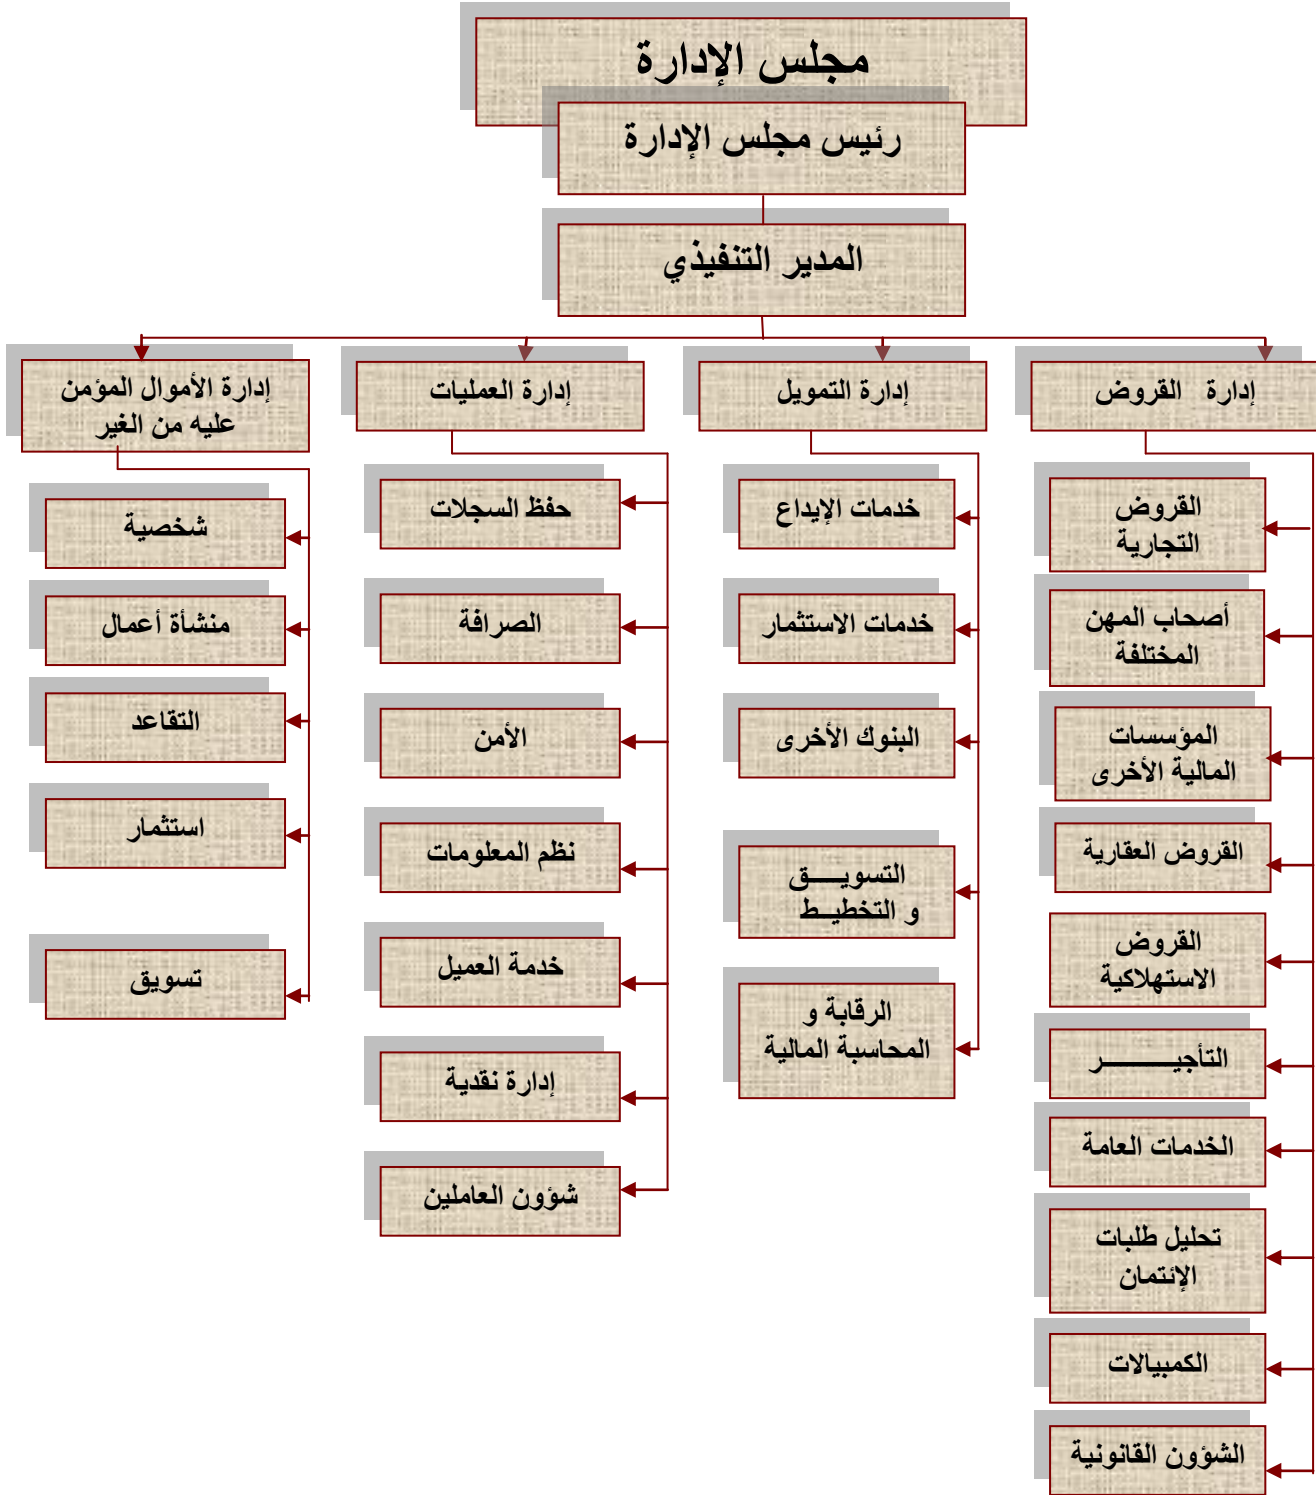 مجلس الإدارة
رئيس مجلس الإدارة
المدير التنفيذي
إدارة القروض
القروض
التجارية
أصحاب المهن
المختلفة
المؤسسات
المالية الأخرى
القروض العقارية
القروض
الاستهلاكية
التأجيــــــــر
الخدمات العامة
تحليل طلبات
الإئتمان
الكمبيالات
الشؤون القانونية
إدارة التمويل
خدمات الإيداع
خدمات الاستثمار
البنوك الأخرى
التسويـــــق
و التخطيــط
الرقابة و
المحاسبة المالية
إدارة العمليات
حفظ السجلات
الصرافة
الأمن
نظم المعلومات
خدمة العميل
إدارة نقدية
شؤون العاملين
إدارة الأموال المؤمن
عليه من الغير
شخصية
منشأة أعمال
التقاعد
استثمار
تسويق